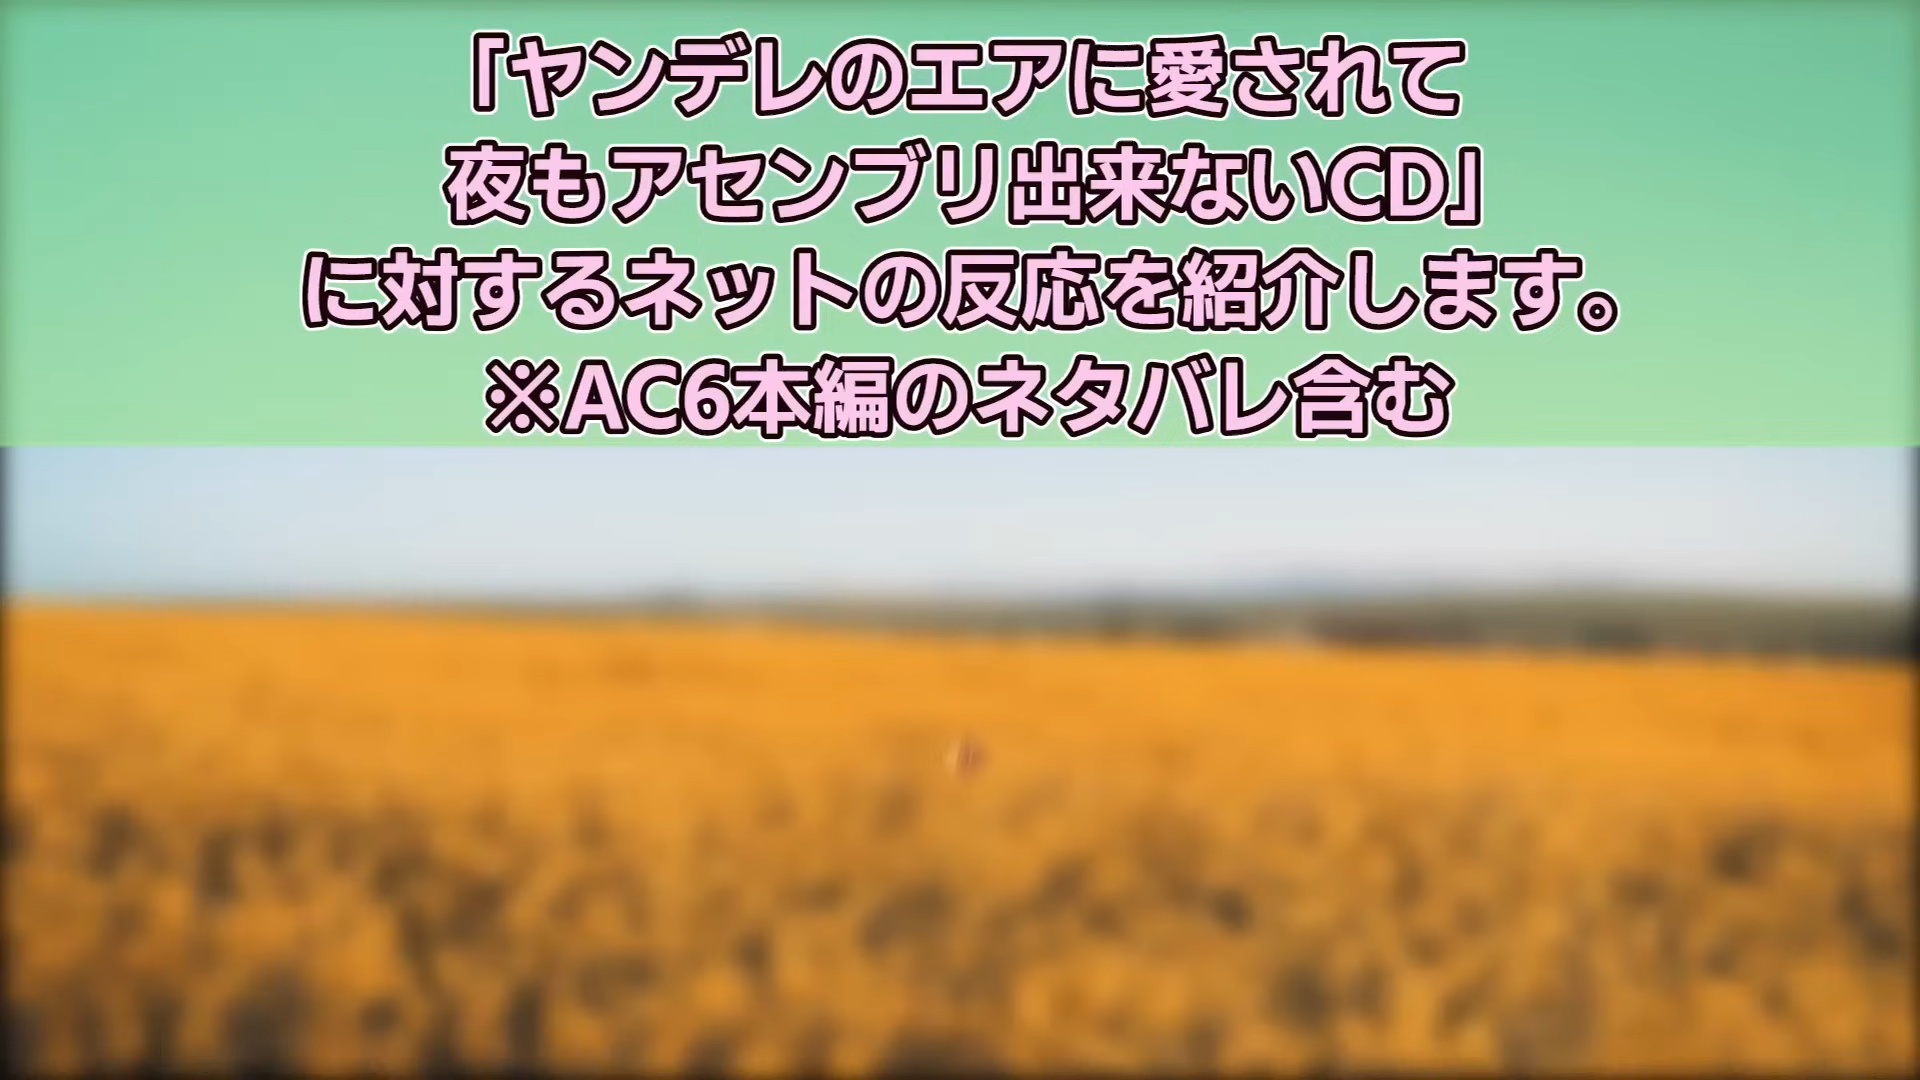 「ヤンデレのエアに愛されて
夜もアセンブリ出来ないCD」
に対するネットの反応を紹介します。
※AC6本編のネタバレ含む